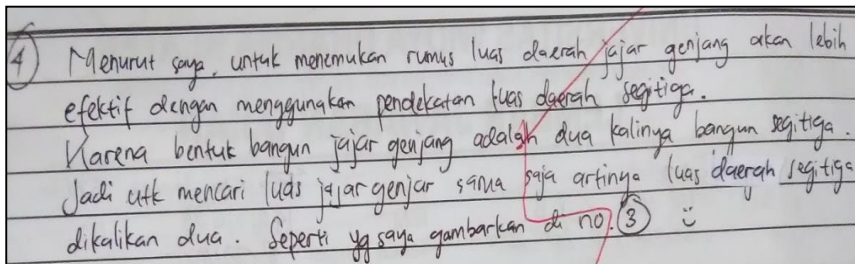 4 Menurut saya, untuk menemukan rumus luas daerah jajar genjang akan lebih
efektif dengan menggunakan pendekatan luas daerah segitiga.
Karena bentuk bangun jajar genjang adalah dua kalinya bangun segitiga.
Jadi utk mencari luas jajar genjar sama saja artinya luas daerah segitiga
dikalikan dua. Seperti yg saya gambarkan di no. 3 :)